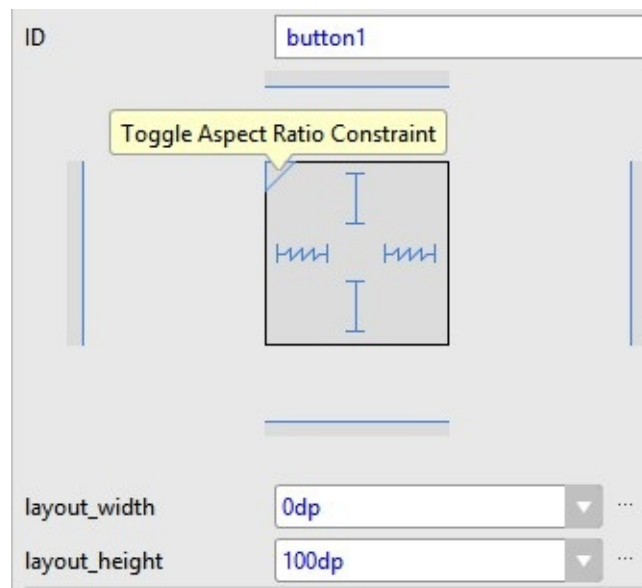 ID button1
Toggle Aspect Ratio Constraint
layout_width 0dp ...
layout_height 100dp ...